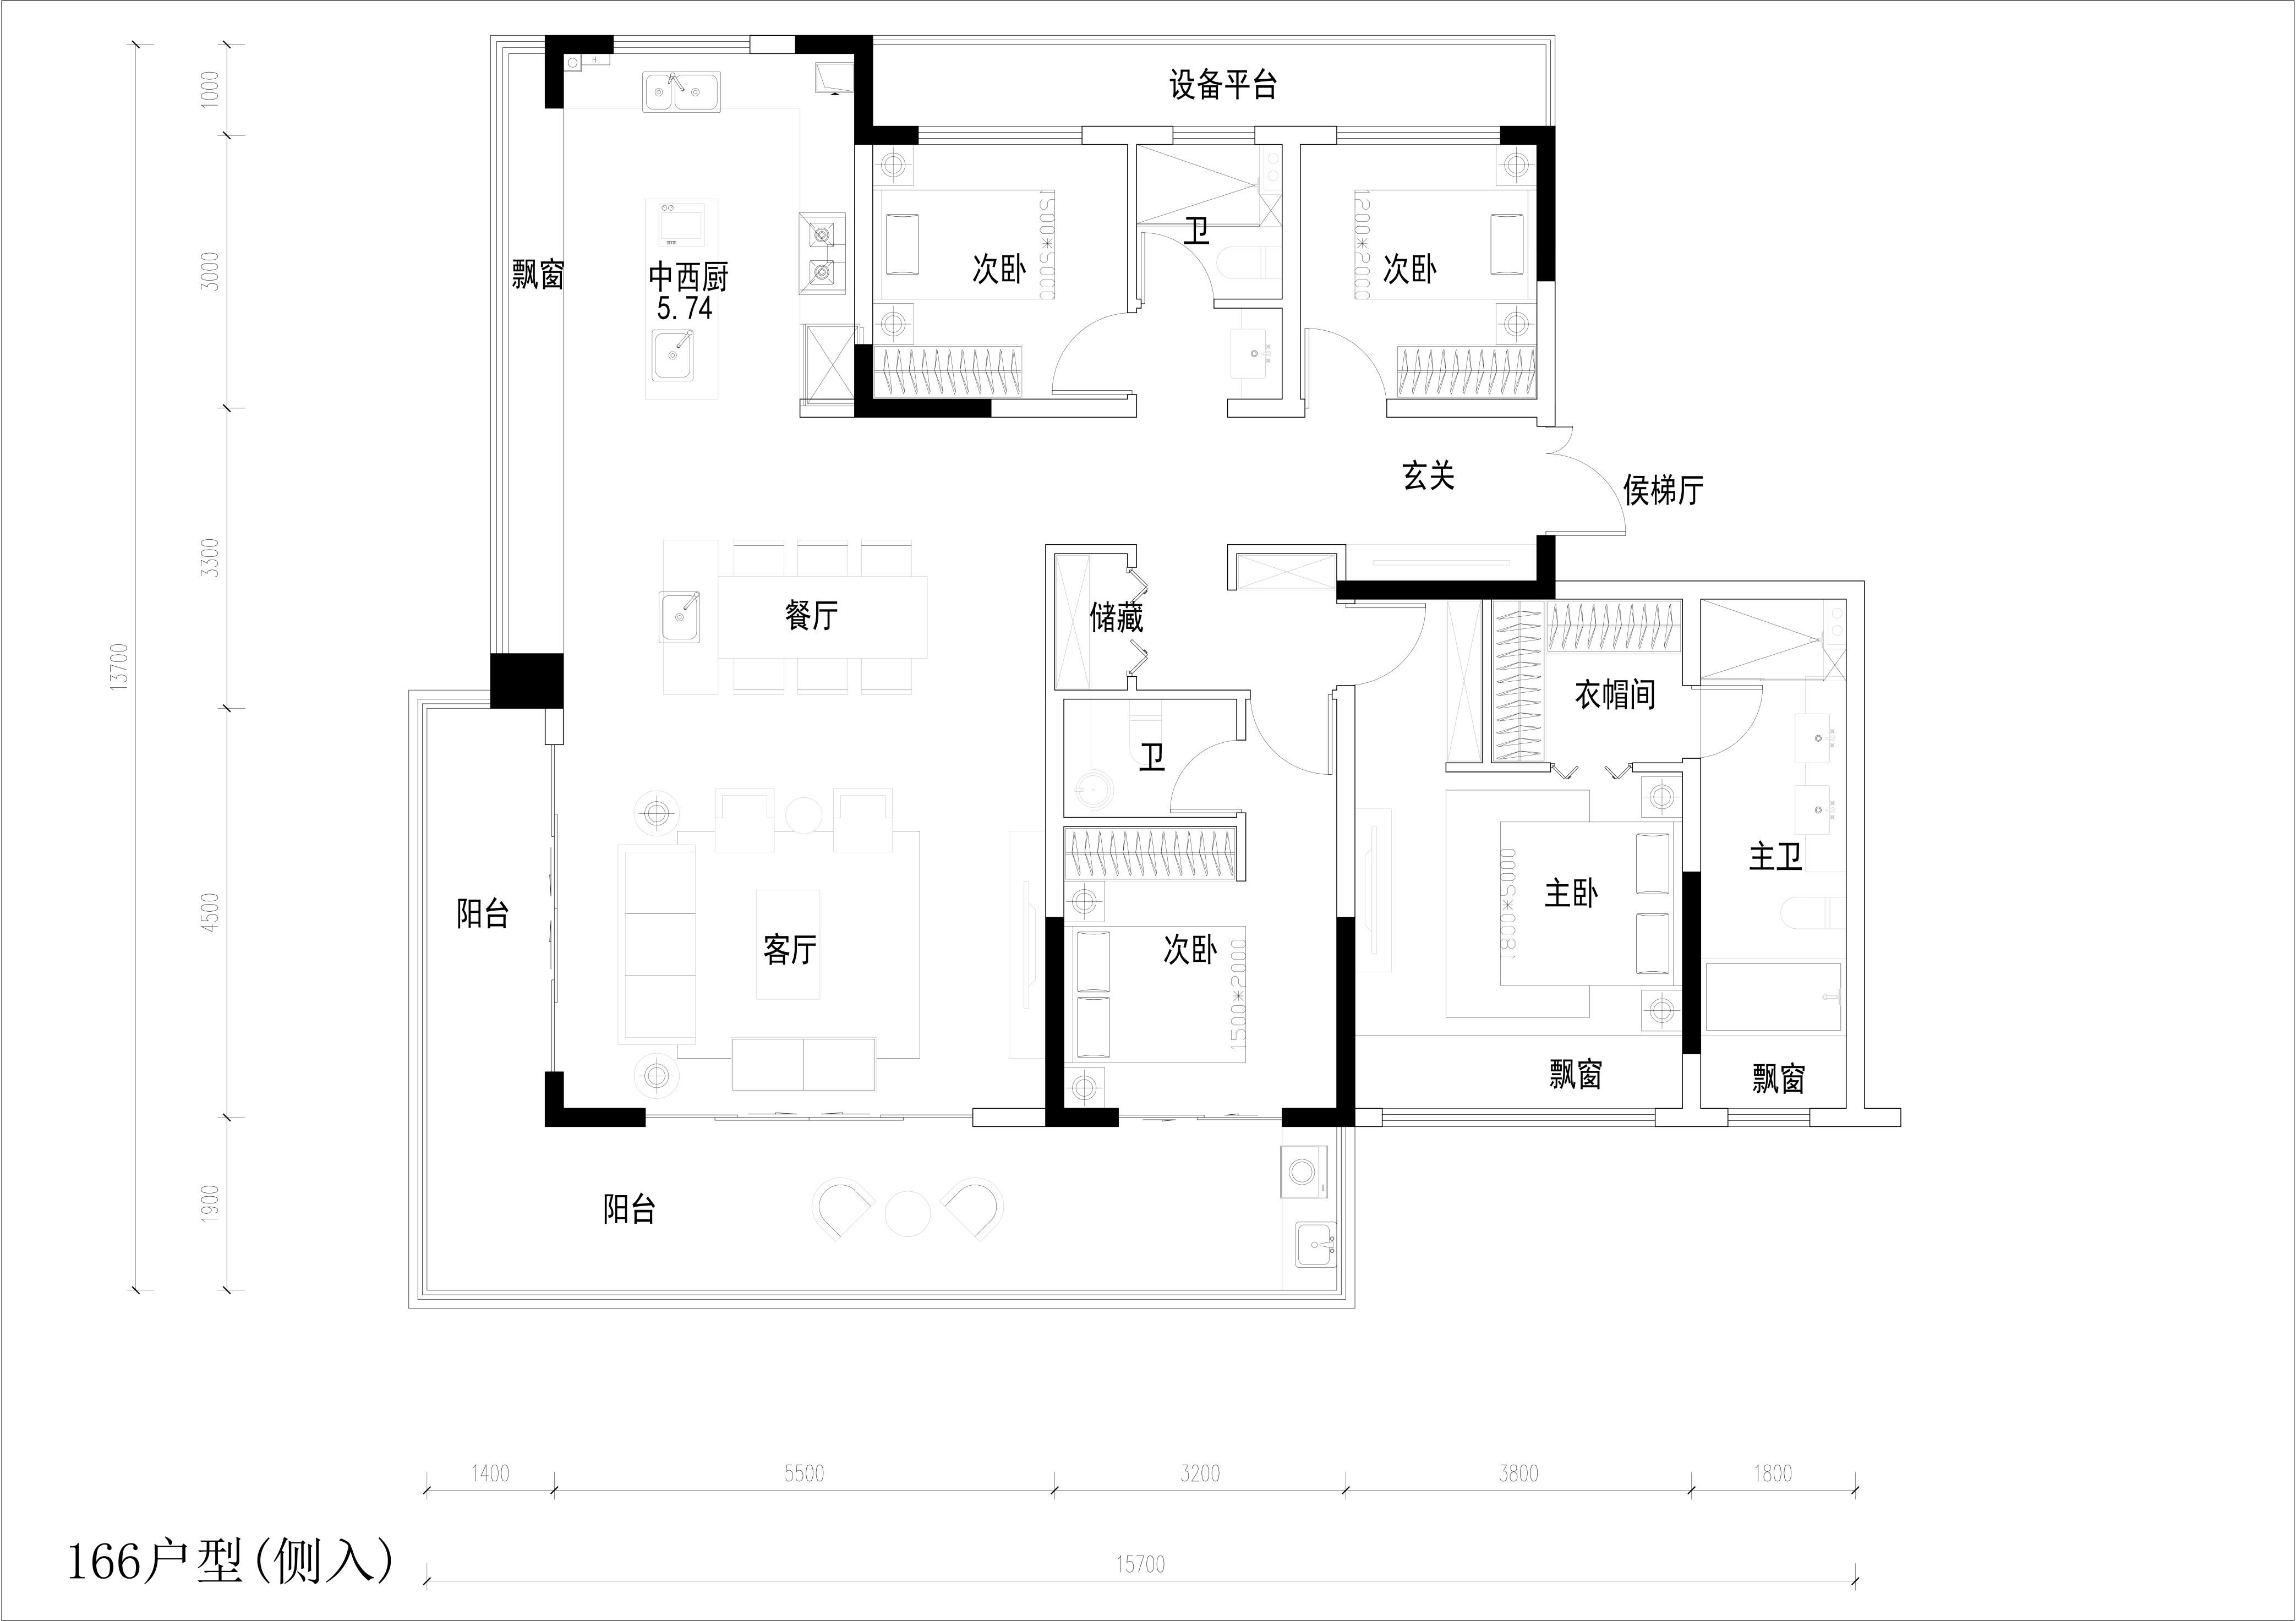 设备平台
1000
H
卫
次卧
1500*2000
次卧
1500*2000
飘窗
中西厨
5.74
3000
玄关
侯梯厅
3300
餐厅
储藏
13700
衣帽间
卫
主卫
主卧
1800*2000
阳台
4500
客厅
次卧
1500*2000
飘窗
飘窗
1900
阳台
1400
5500
3200
3800
1800
166户型(侧入)
15700